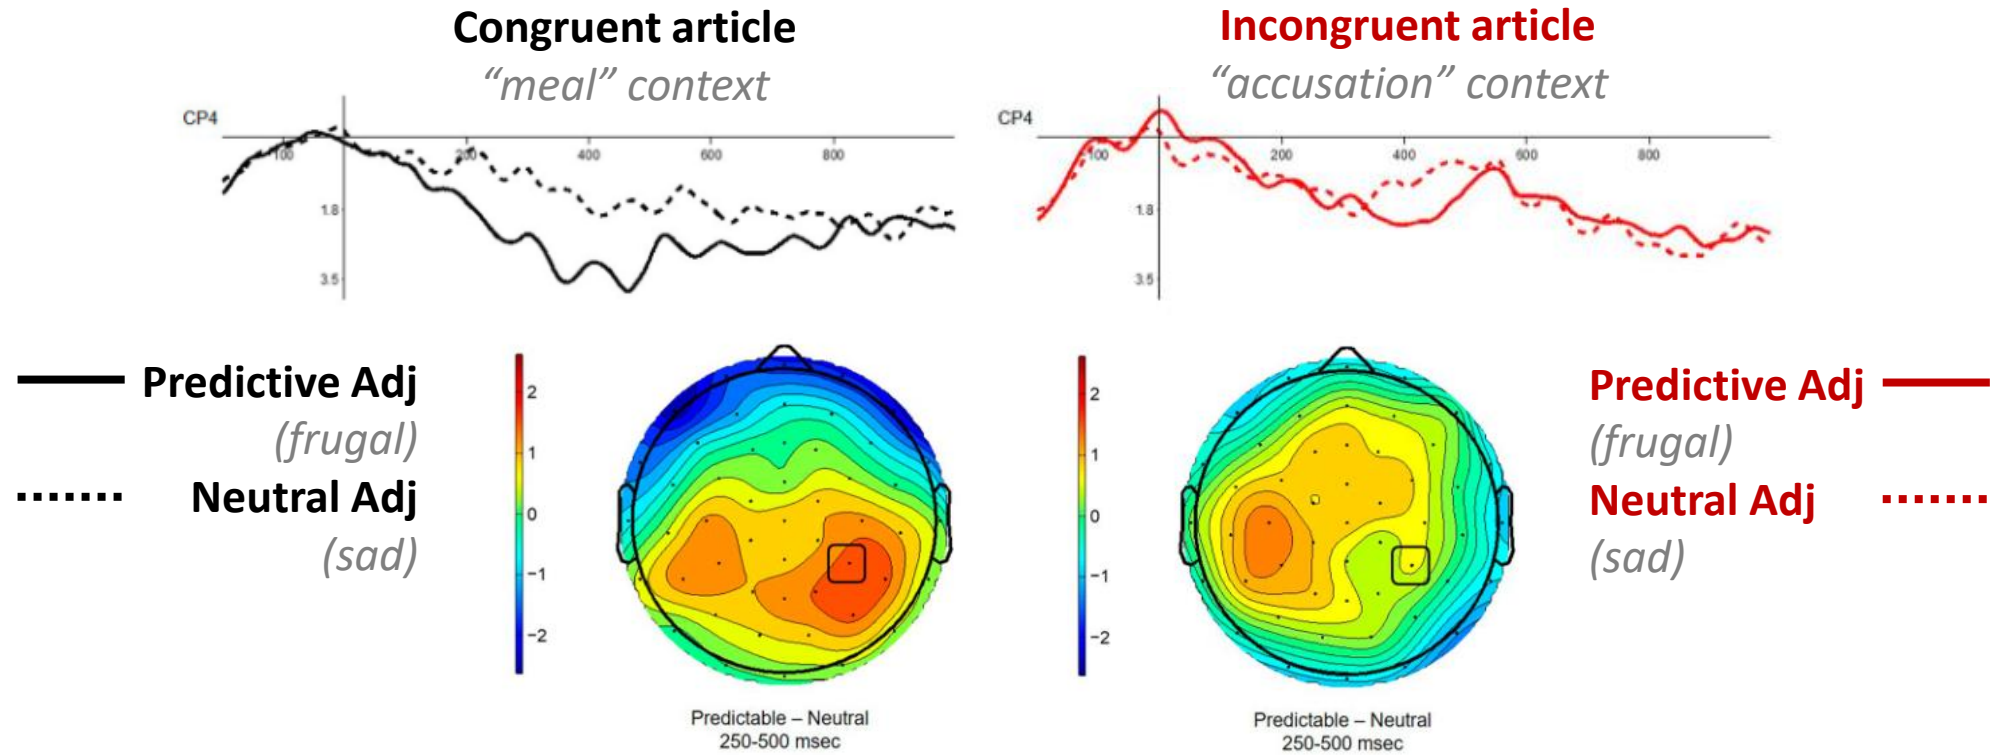 Congruent article
“meal” context
CP4
100 200 400 600 800
1.8
3.5
Incongruent article
“accusation” context
CP4
100 200 400 600 800
1.8
3.5
Predictive Adj
(frugal)
Neutral Adj
(sad)
2
1
0
−1
−2
Predictable – Neutral
250-500 msec
2
1
0
−1
−2
Predictable – Neutral
250-500 msec
Predictive Adj
(frugal)
Neutral Adj
(sad)